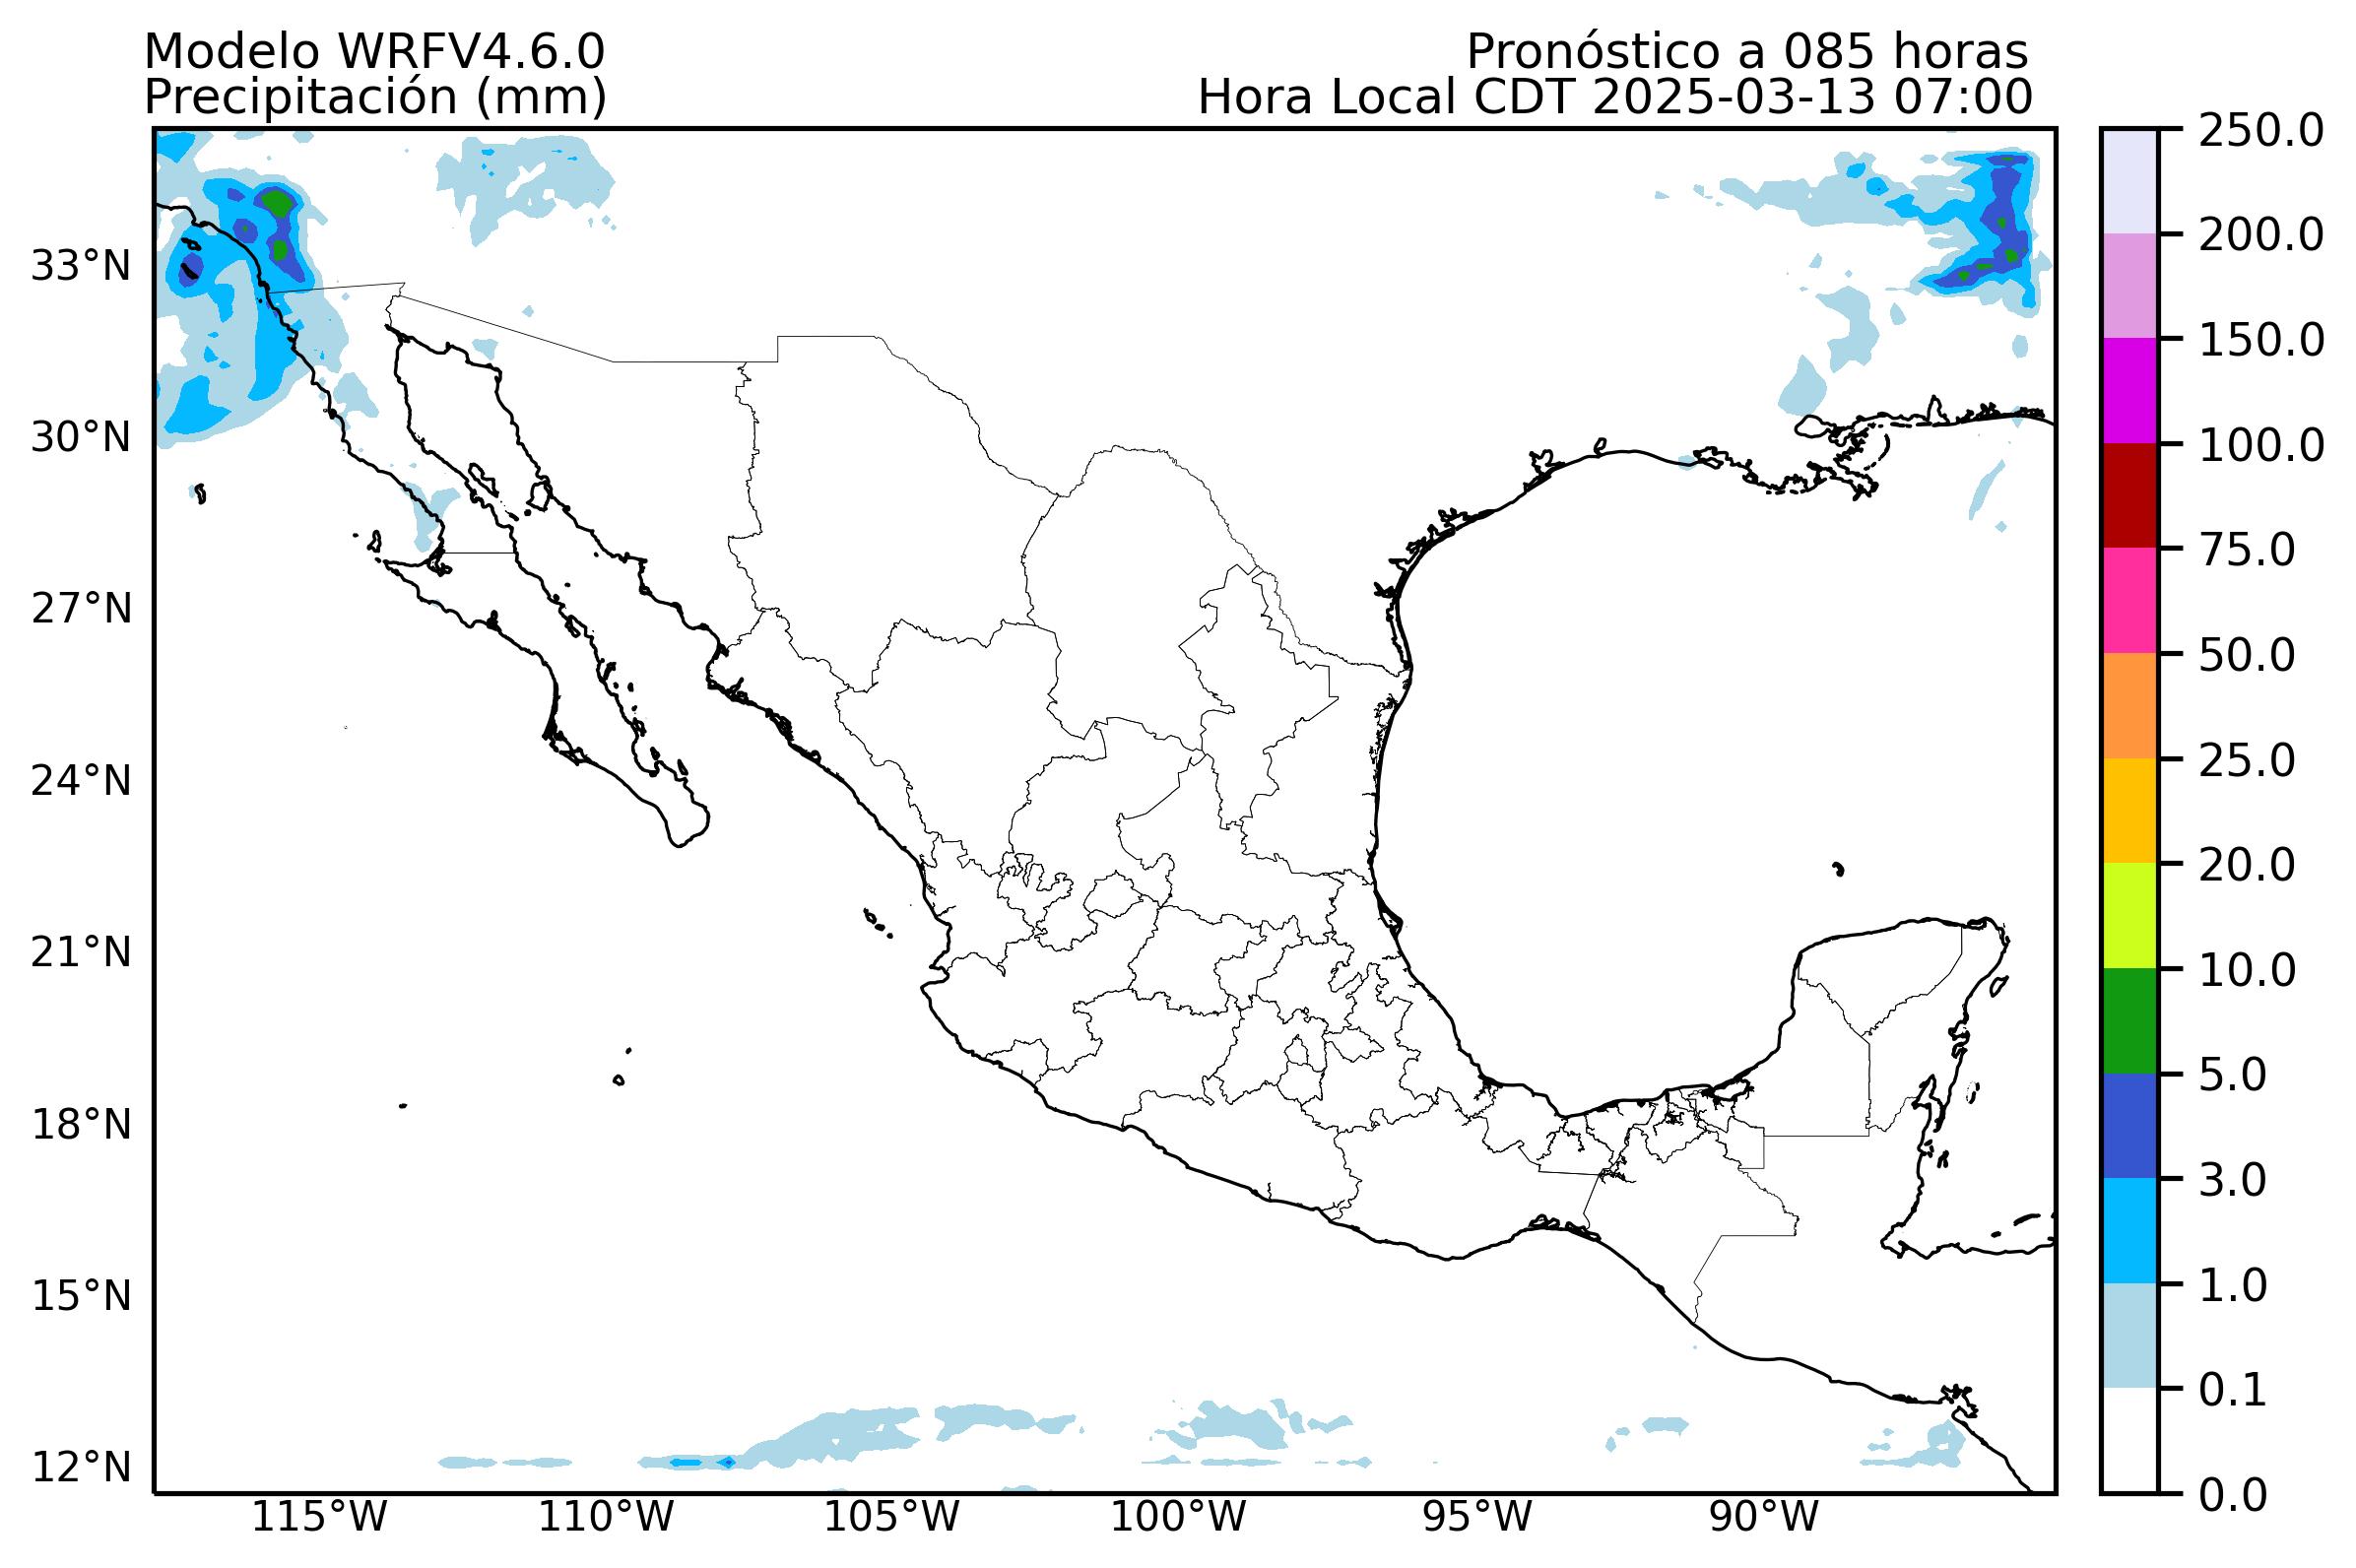 Modelo WRFV4.6.0
Precipitación (mm)
Pronóstico a 085 horas
Hora Local CDT 2025-03-13 07:00
33°N
30°N
27°N
24°N
21°N
18°N
15°N
12°N
115°W
110°W
105°W
100°W
95°W
90°W
250.0
200.0
150.0
100.0
75.0
50.0
25.0
20.0
10.0
5.0
3.0
1.0
0.1
0.0